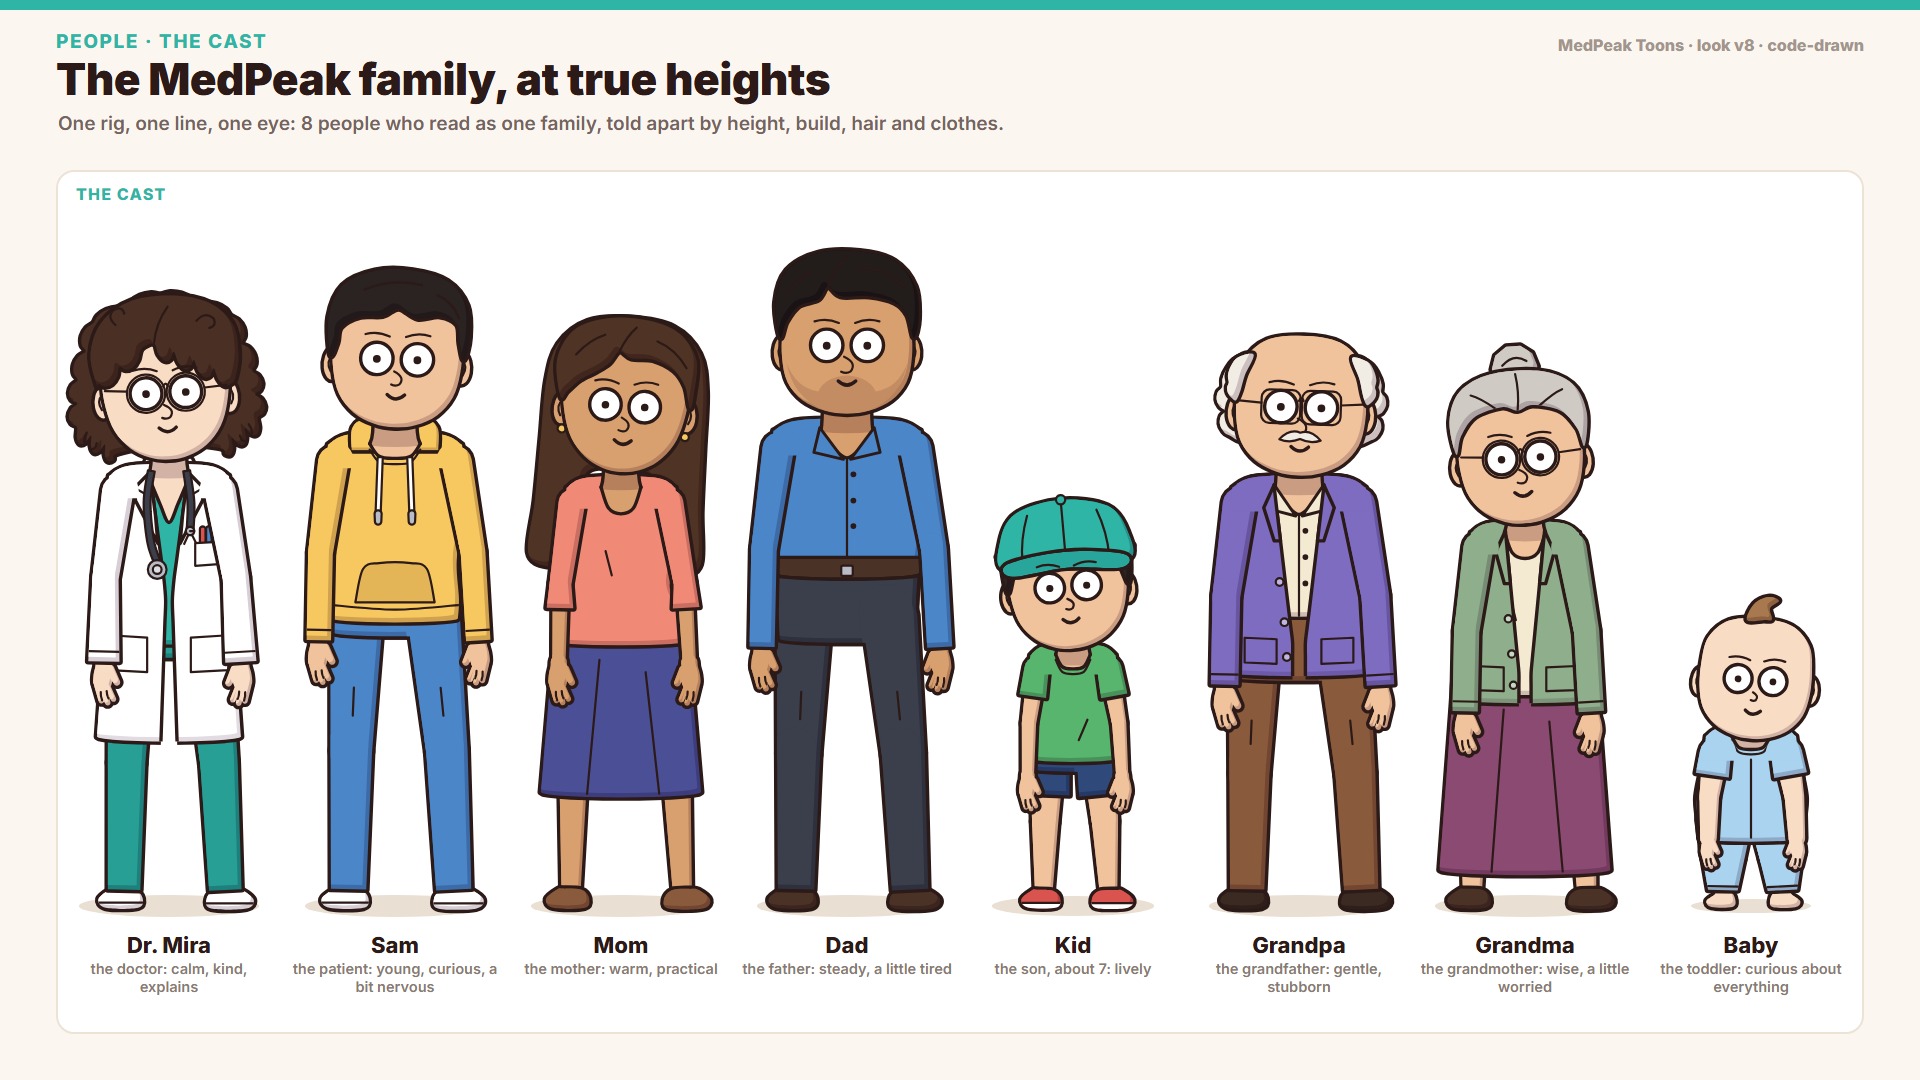 PEOPLE · THE CAST
MedPeak Toons · look v8 · code-drawn
The MedPeak family, at true heights
One rig, one line, one eye: 8 people who read as one family, told apart by height, build, hair and clothes.
THE CAST
Dr. Mira
the doctor: calm, kind,
explains
Sam
the patient: young, curious, a
bit nervous
Mom
the mother: warm, practical
Dad
the father: steady, a little tired
Kid
the son, about 7: lively
Grandpa
the grandfather: gentle,
stubborn
Grandma
the grandmother: wise, a little
worried
Baby
the toddler: curious about
everything